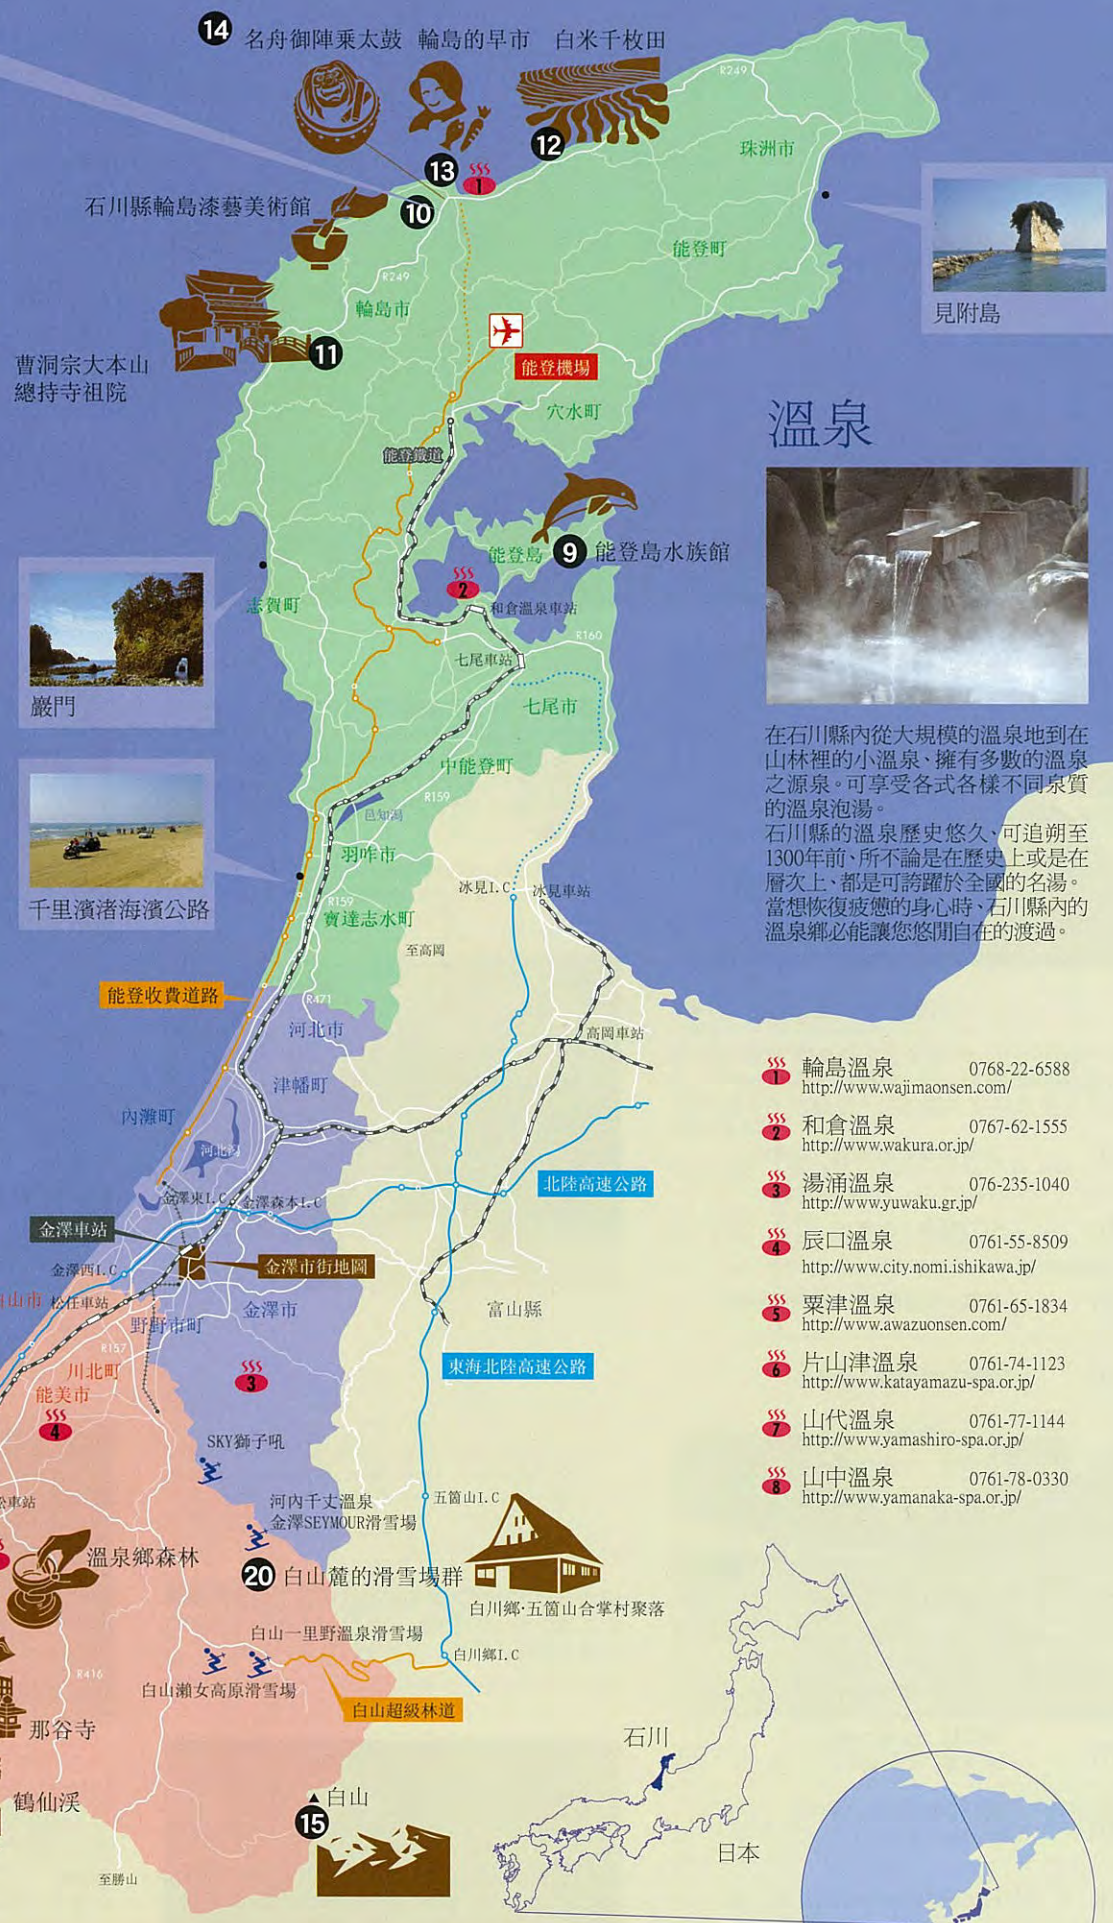 14 名舟御陣乘太鼓 輪島的早市 白米千枚田
R249
12
珠洲市
13
1
石川縣輪島漆藝美術館
10
能登町
R249
見附島
輪島市
曹洞宗大本山
總持寺祖院
11
能登機場
穴水町
溫泉
能登鐵道
能登島
9 能登島水族館
2
志賀町
和倉溫泉車站
R160
七尾車站
巖門
七尾市
在石川縣內從大規模的溫泉地到在
山林裡的小溫泉、擁有多數的溫泉
之源泉。可享受各式各樣不同泉質
的溫泉泡湯。
石川縣的溫泉歷史悠久、可追朔至
1300年前、所不論是在歷史上或是在
層次上、都是可誇躍於全國的名湯。
當想恢復疲憊的身心時、石川縣內的
溫泉鄉必能讓您悠閒自在的渡過。
中能登町
R159
邑知潟
羽咋市
千里濱渚海濱公路
R159
寶達志水町
冰見I.C
冰見車站
至高岡
能登收費道路
R471
河北市
高岡車站
津幡町
內灘町
河北潟
金澤東I.C
金澤森本I.C
北陸高速公路
金澤車站
金澤西I.C
金澤市街地圖
山市
松任車站
野野市町
金澤市
富山縣
R157
川北町
東海北陸高速公路
能美市
3
4
SKY獅子吼
河內千丈溫泉
金澤SEYMOUR滑雪場
五箇山I.C
車站
溫泉鄉森林
20 白山麓的滑雪場群
白川鄉·五箇山合掌村聚落
白山一里野溫泉滑雪場
白川鄉I.C
R416
白山瀨女高原滑雪場
白山超級林道
那谷寺
鶴仙渓
▲白山
15
至勝山
1 輪島溫泉 0768-22-6588
http://www.wajimaonsen.com/
2 和倉溫泉 0767-62-1555
http://www.wakura.or.jp/
3 湯涌溫泉 076-235-1040
http://www.yuwaku.gr.jp/
4 辰口溫泉 0761-55-8509
http://www.city.nomi.ishikawa.jp/
5 粟津溫泉 0761-65-1834
http://www.awazuonsen.com/
6 片山津溫泉 0761-74-1123
http://www.katayamazu-spa.or.jp/
7 山代溫泉 0761-77-1144
http://www.yamashiro-spa.or.jp/
8 山中溫泉 0761-78-0330
http://www.yamanaka-spa.or.jp/
石川
日本